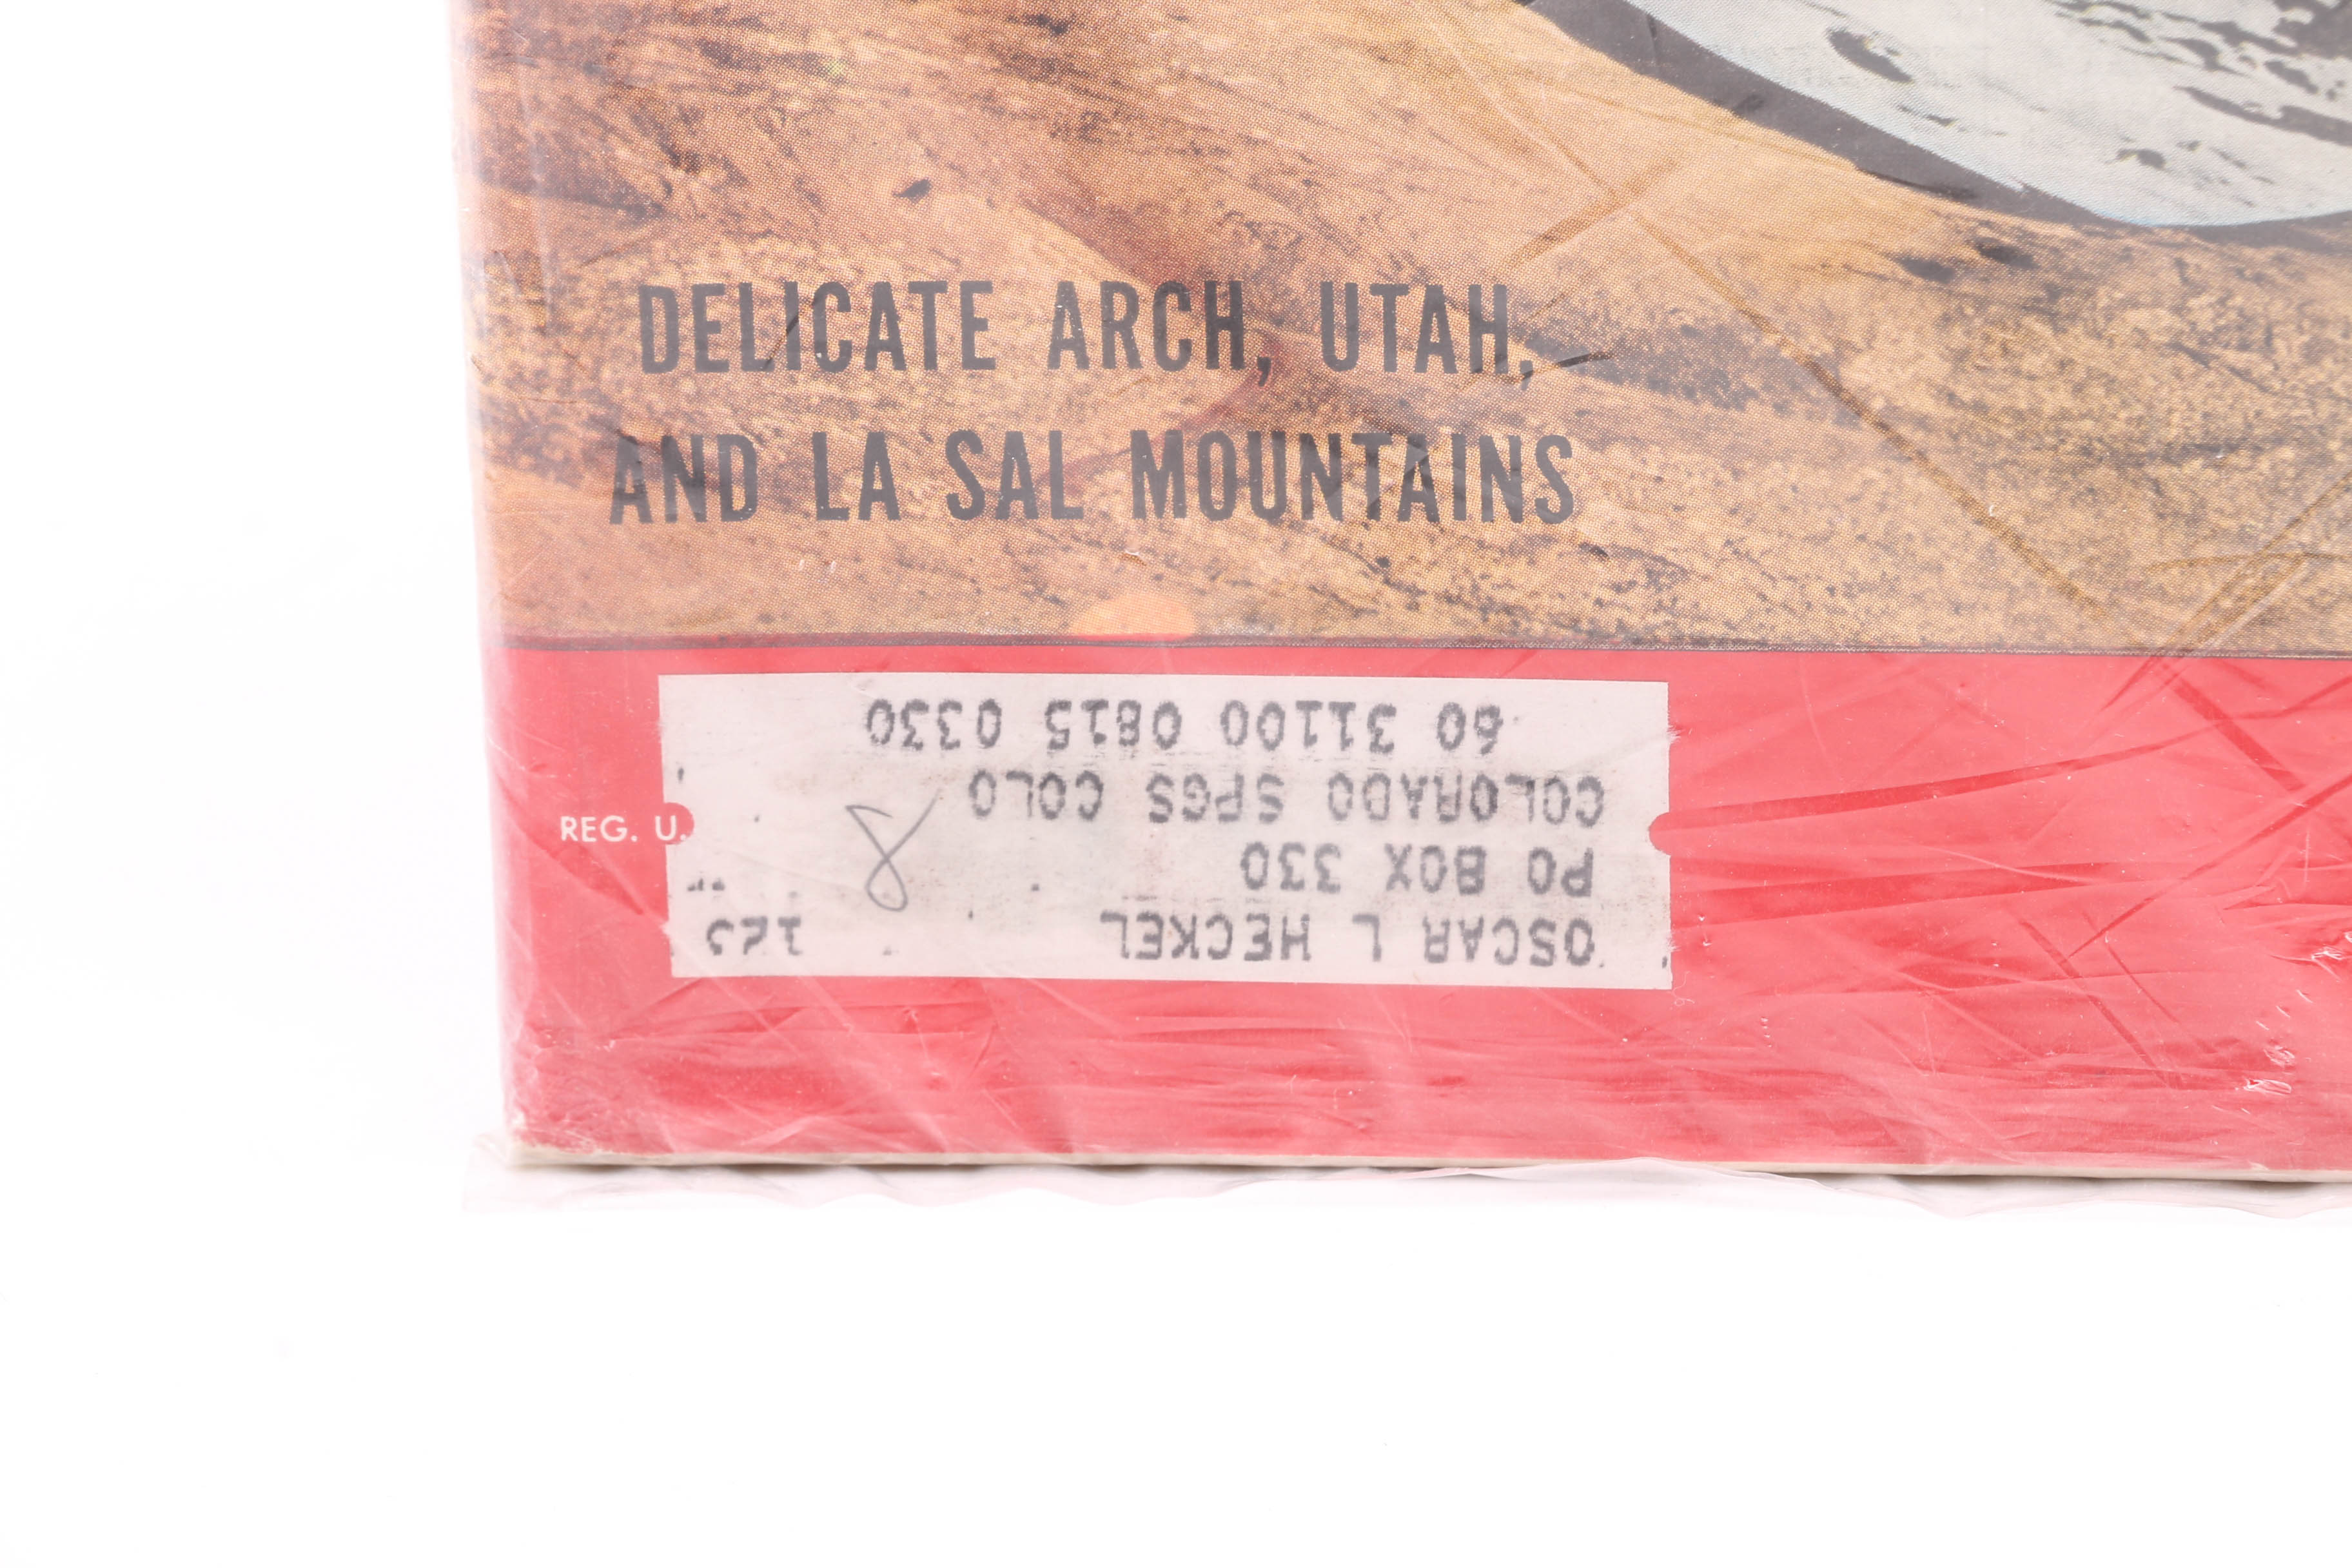 DELICATE ARCH, UTAH,
AND LA SAL MOUNTAINS
REG. U.
OSCAR L HECKEL 123
PO BOX 330
COLORADO SPGS COLO
8
60 31100 0815 0330